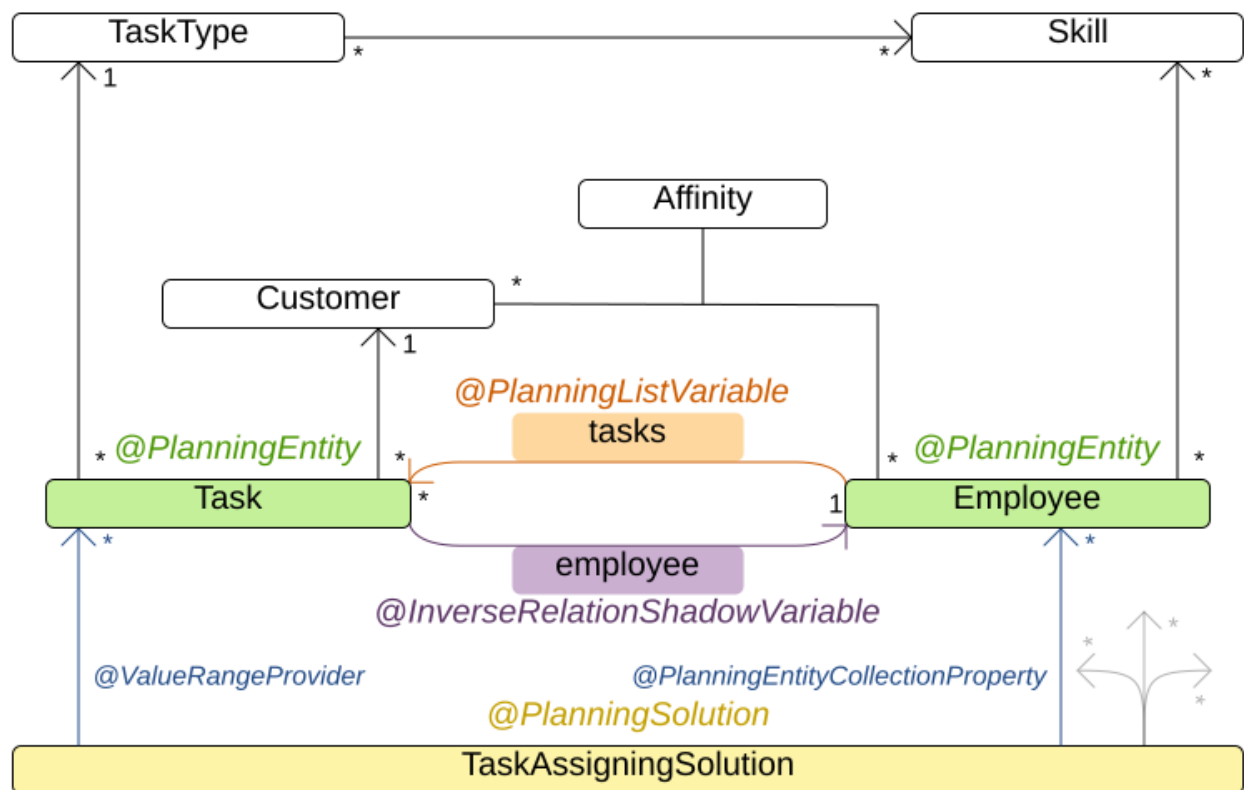 TaskType
Skill
*
*
1
*
Affinity
*
Customer
1
@PlanningListVariable
tasks
*
@PlanningEntity
*
*
@PlanningEntity
*
Task
*
1
Employee
*
employee
*
@InverseRelationShadowVariable
*
*
@ValueRangeProvider
@PlanningEntityCollectionProperty
*
@PlanningSolution
TaskAssigningSolution